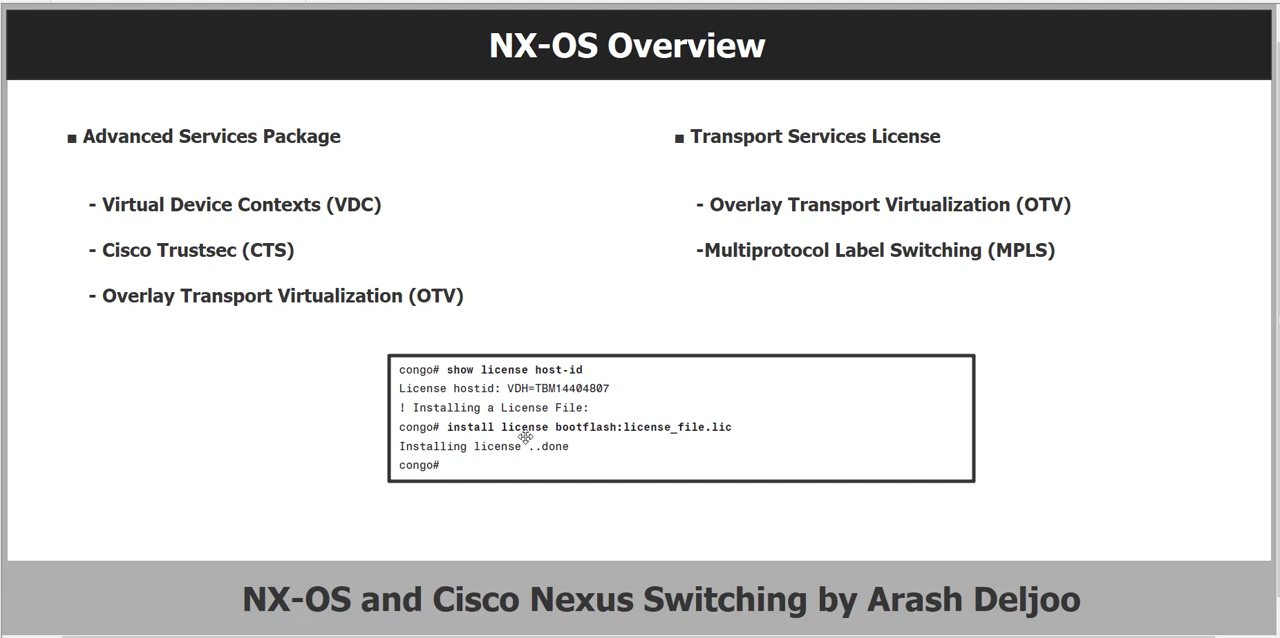 NX-OS Overview
■ Advanced Services Package
- Virtual Device Contexts (VDC)
- Cisco Trustsec (CTS)
- Overlay Transport Virtualization (OTV)
■ Transport Services License
- Overlay Transport Virtualization (OTV)
-Multiprotocol Label Switching (MPLS)
congo# show license host-id
License hostid: VDH=TBM14404807
! Installing a License File:
congo# install license bootflash:license_file.lic
Installing license ..done
congo#
NX-OS and Cisco Nexus Switching by Arash Deljoo